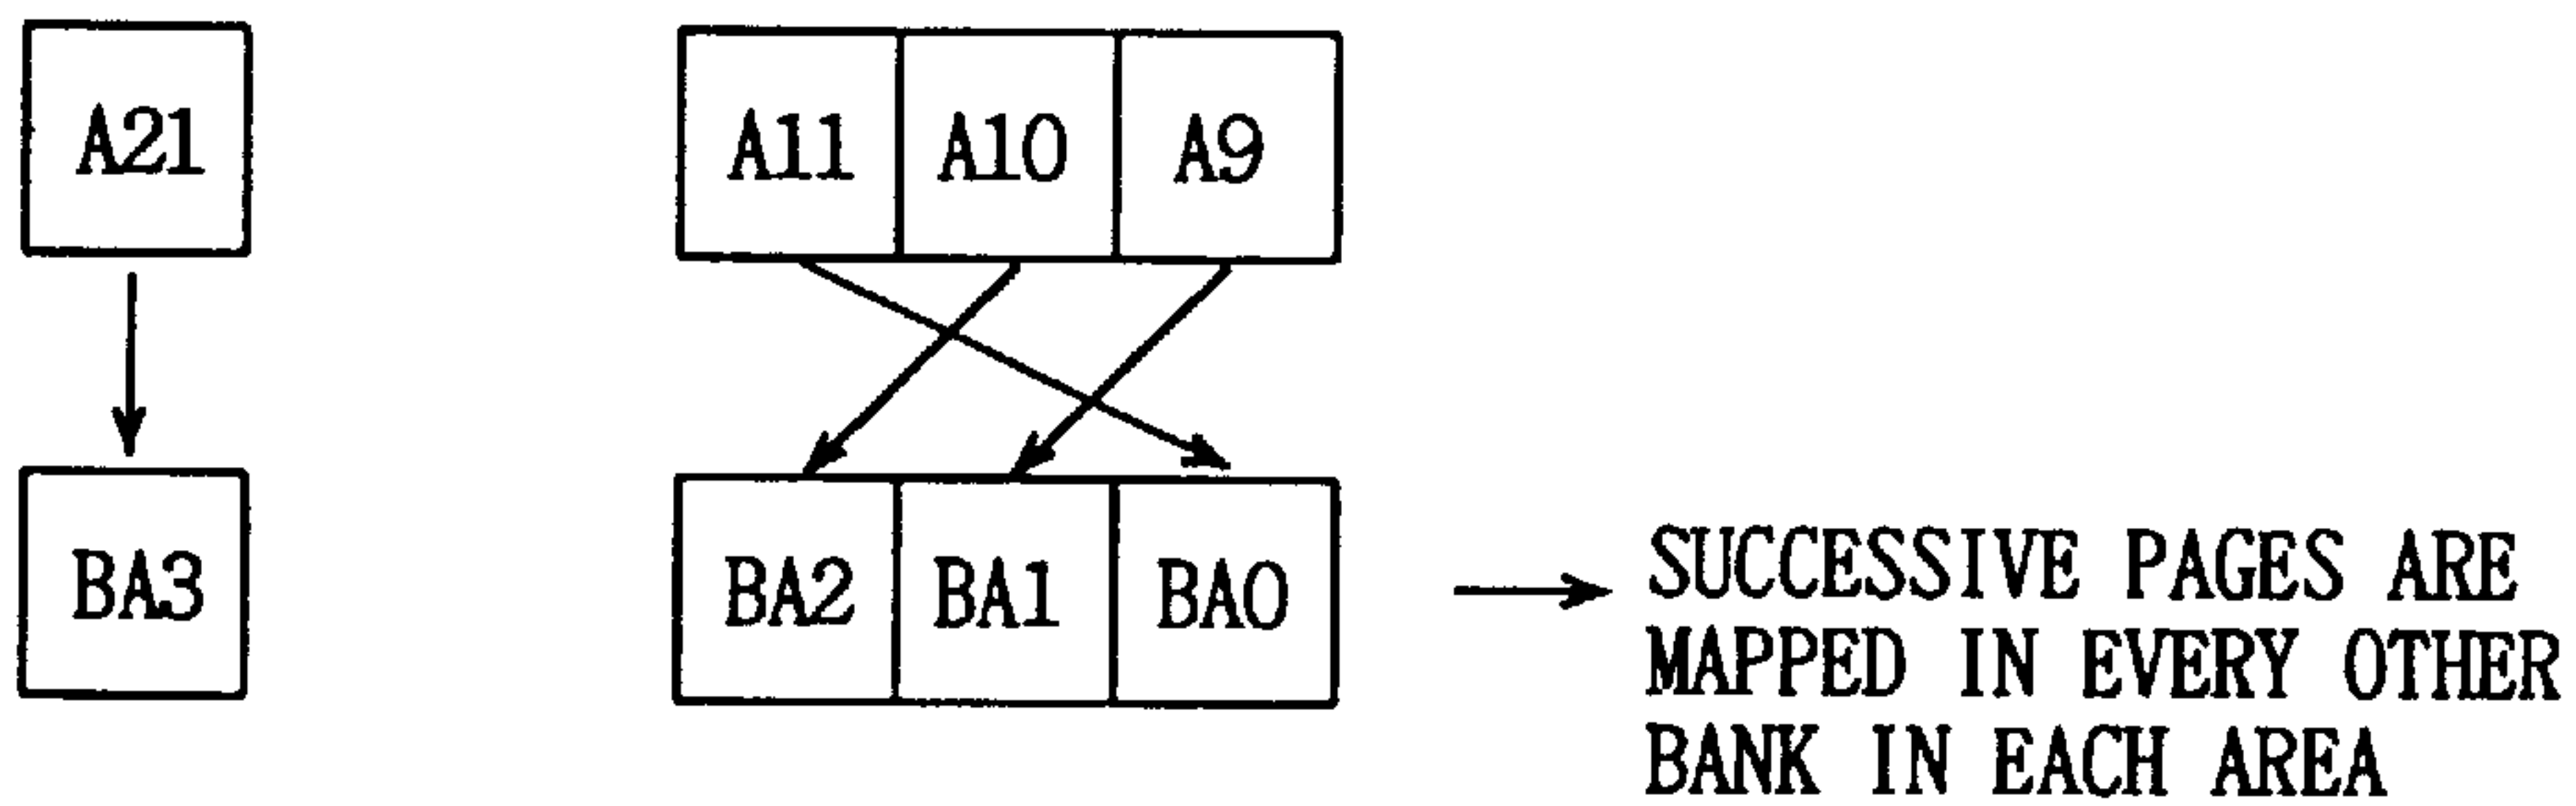 A21 A11 A10 A9
BA3 BA2 BA1 BA0
SUCCESSIVE PAGES ARE
MAPPED IN EVERY OTHER
BANK IN EACH AREA